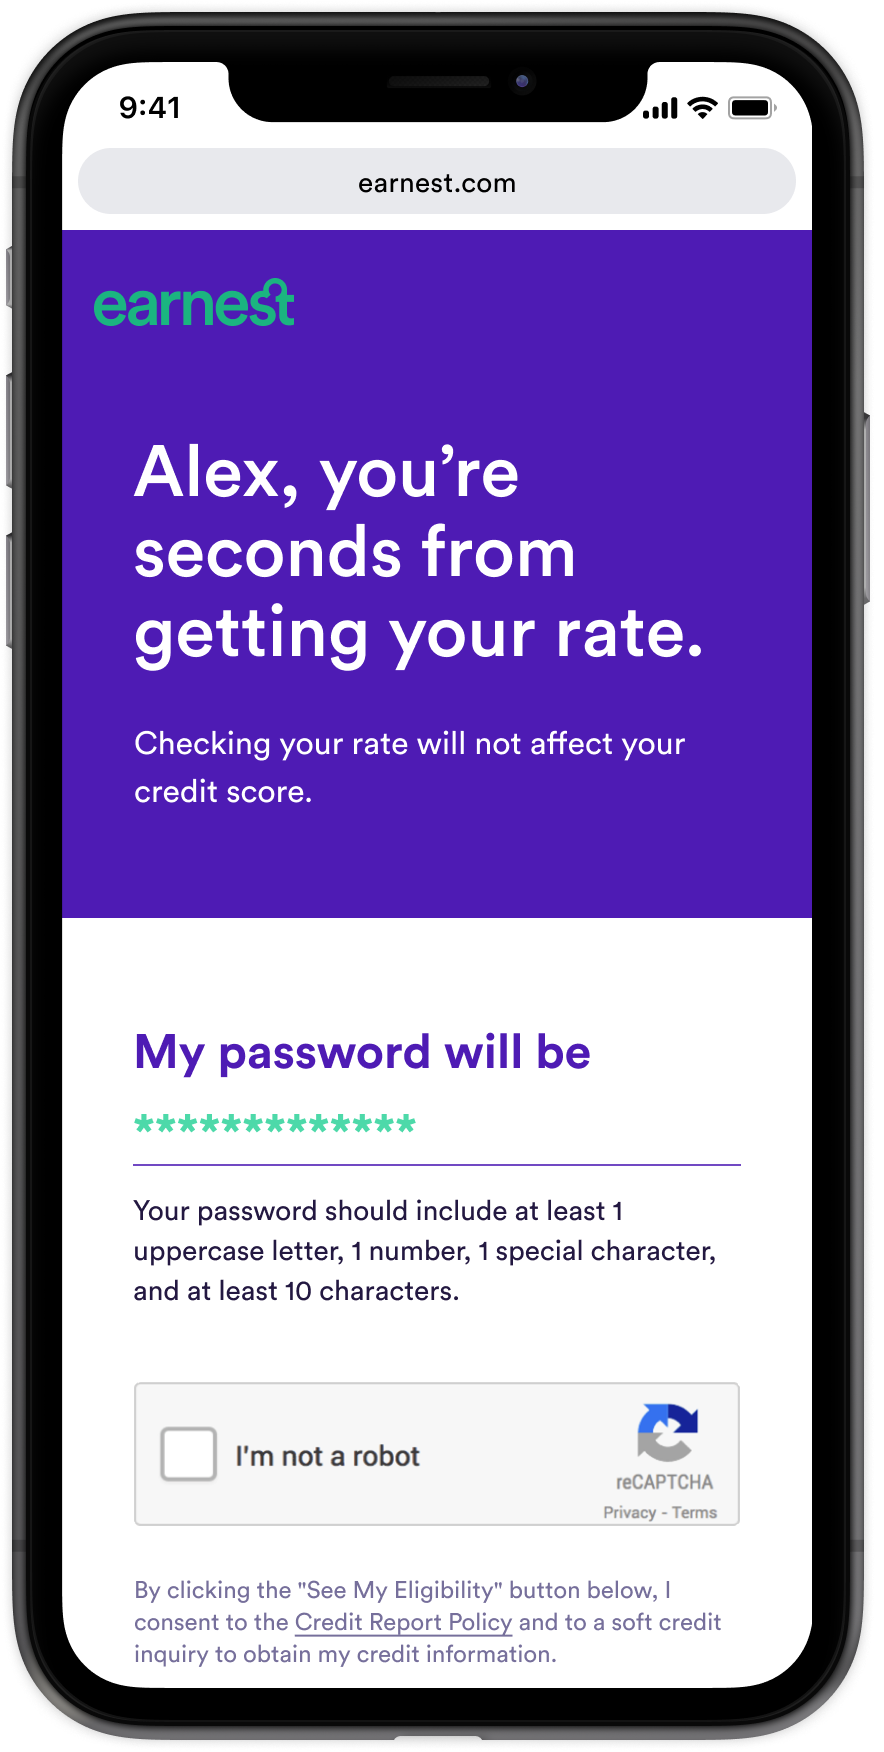 9:41
earnest.com
earnest
Alex, you’re
seconds from
getting your rate.
Checking your rate will not affect your
credit score.
My password will be
*************
Your password should include at least 1
uppercase letter, 1 number, 1 special character,
and at least 10 characters.
I'm not a robot
reCAPTCHA
Privacy - Terms
By clicking the "See My Eligibility" button below, I
consent to the Credit Report Policy and to a soft credit
inquiry to obtain my credit information.